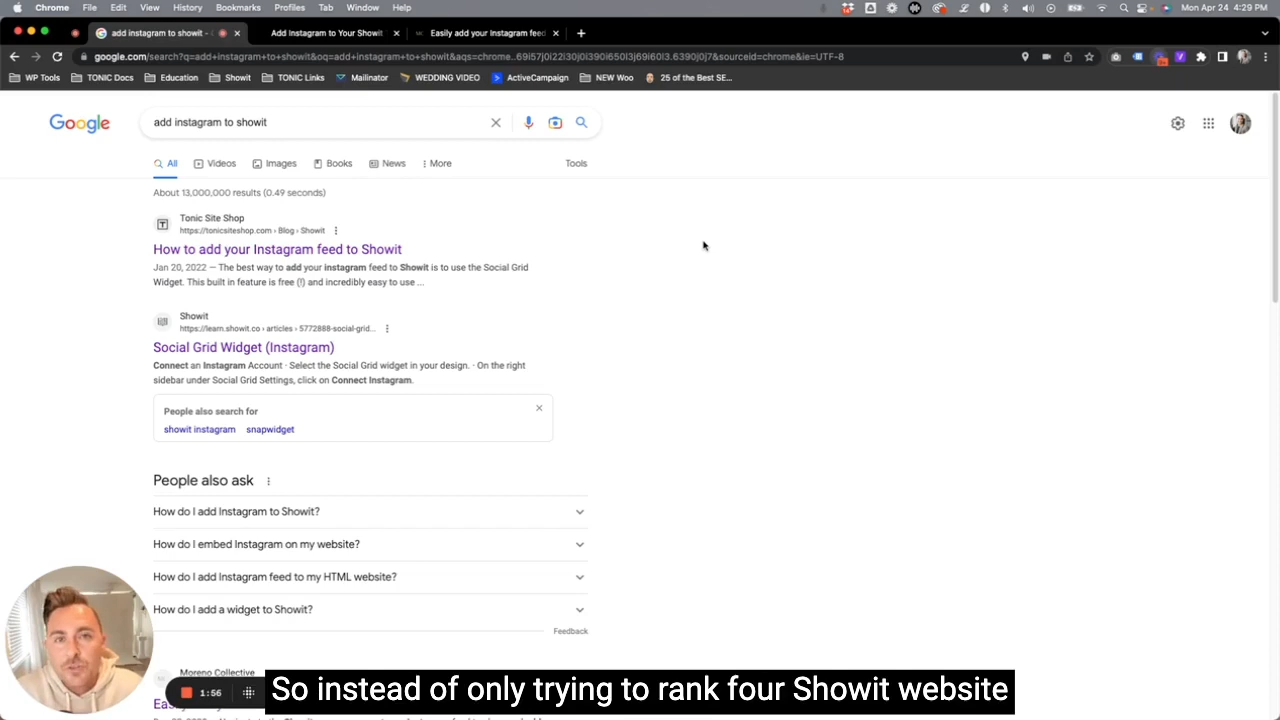 Chrome File Edit View History Bookmarks Profiles Tab Window Help Mon Apr 24 4:29 PM
add instagram to showit - Add Instagram to Your Showit Easily add your Instagram feed
google.com/search?q=add+instagram+to+showit&oq=add+instagram+to+showit&aqs=chrome..69i57j0i22i30j0i390i650l3j69i60l3.6390j0j7&sourceid=chrome&ie=UTF-8
WP Tools TONIC Docs Education Showit TONIC Links Mailinator WEDDING VIDEO ActiveCampaign NEW Woo 25 of the Best SE...
Google add instagram to showit
All Videos Images Books News More Tools
About 13,000,000 results (0.49 seconds)
Tonic Site Shop
https://tonicsiteshop.com › Blog › Showit
How to add your Instagram feed to Showit
Jan 20, 2022 — The best way to add your instagram feed to Showit is to use the Social Grid
Widget. This built in feature is free (!) and incredibly easy to use ...
Showit
https://learn.showit.co › articles › 5772888-social-grid...
Social Grid Widget (Instagram)
Connect an Instagram Account · Select the Social Grid widget in your design. · On the right
sidebar under Social Grid Settings, click on Connect Instagram.
People also search for
showit instagram snapwidget
People also ask
How do I add Instagram to Showit?
How do I embed Instagram on my website?
How do I add Instagram feed to my HTML website?
How do I add a widget to Showit?
Feedback
Moreno Collective
1:56
So instead of only trying to rank four Showit website